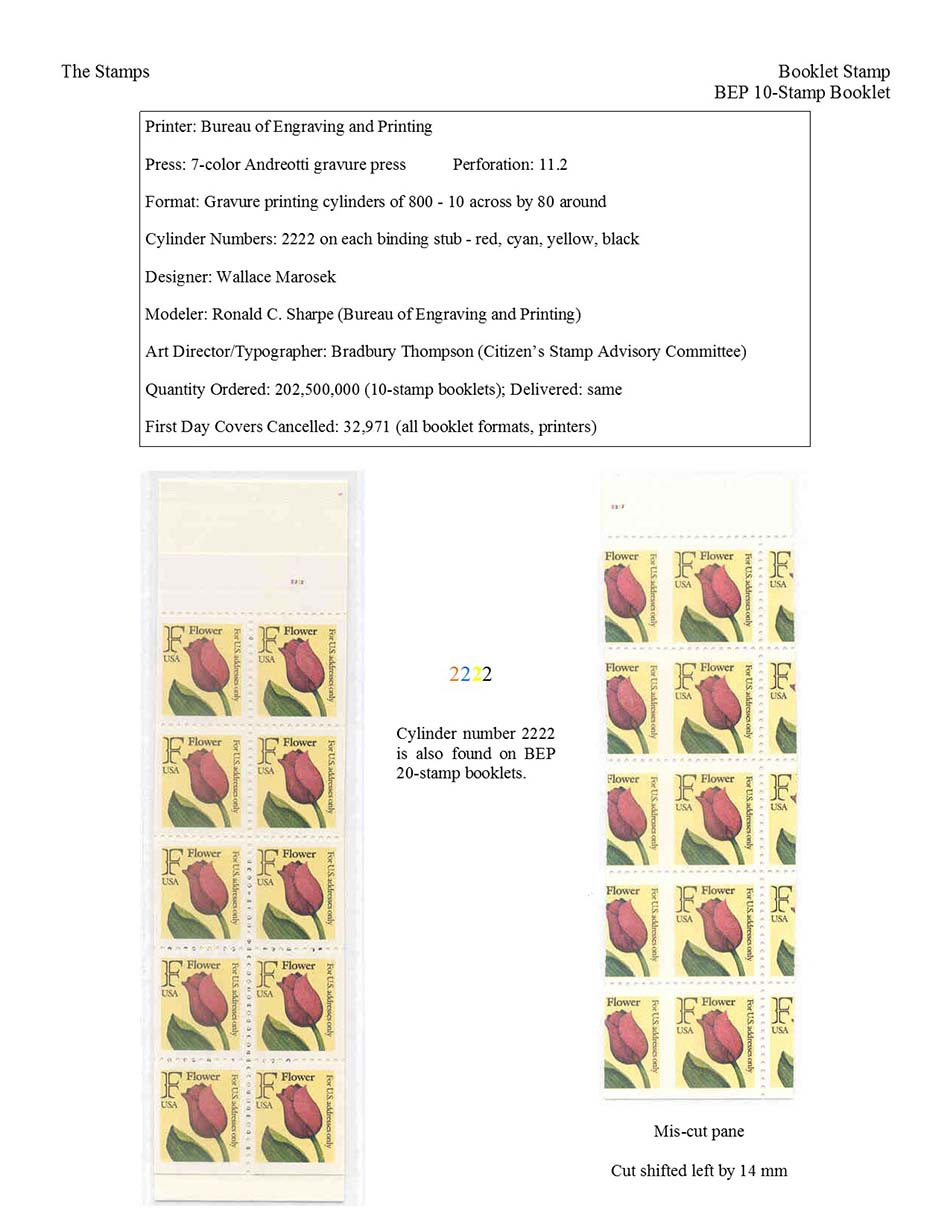 The Stamps
Booklet Stamp
BEP 10-Stamp Booklet
Printer: Bureau of Engraving and Printing
Press: 7-color Andreotti gravure press Perforation: 11.2
Format: Gravure printing cylinders of 800 - 10 across by 80 around
Cylinder Numbers: 2222 on each binding stub - red, cyan, yellow, black
Designer: Wallace Marosek
Modeler: Ronald C. Sharpe (Bureau of Engraving and Printing)
Art Director/Typographer: Bradbury Thompson (Citizen’s Stamp Advisory Committee)
Quantity Ordered: 202,500,000 (10-stamp booklets); Delivered: same
First Day Covers Cancelled: 32,971 (all booklet formats, printers)
F Flower USA For U.S. addresses only
F Flower USA For U.S. addresses only
F Flower USA For U.S. addresses only
F Flower USA For U.S. addresses only
F Flower USA For U.S. addresses only
F Flower USA For U.S. addresses only
F Flower USA For U.S. addresses only
F Flower USA For U.S. addresses only
F Flower USA For U.S. addresses only
F Flower USA For U.S. addresses only
2222
Cylinder number 2222
is also found on BEP
20-stamp booklets.
Flower For U.S. addresses only
F Flower USA For U.S. addresses only
F USA
Flower For U.S. addresses only
F Flower USA For U.S. addresses only
F USA
Flower For U.S. addresses only
F Flower USA For U.S. addresses only
F USA
Flower For U.S. addresses only
F Flower USA For U.S. addresses only
F USA
Flower For U.S. addresses only
F Flower USA For U.S. addresses only
F USA
Mis-cut pane
Cut shifted left by 14 mm